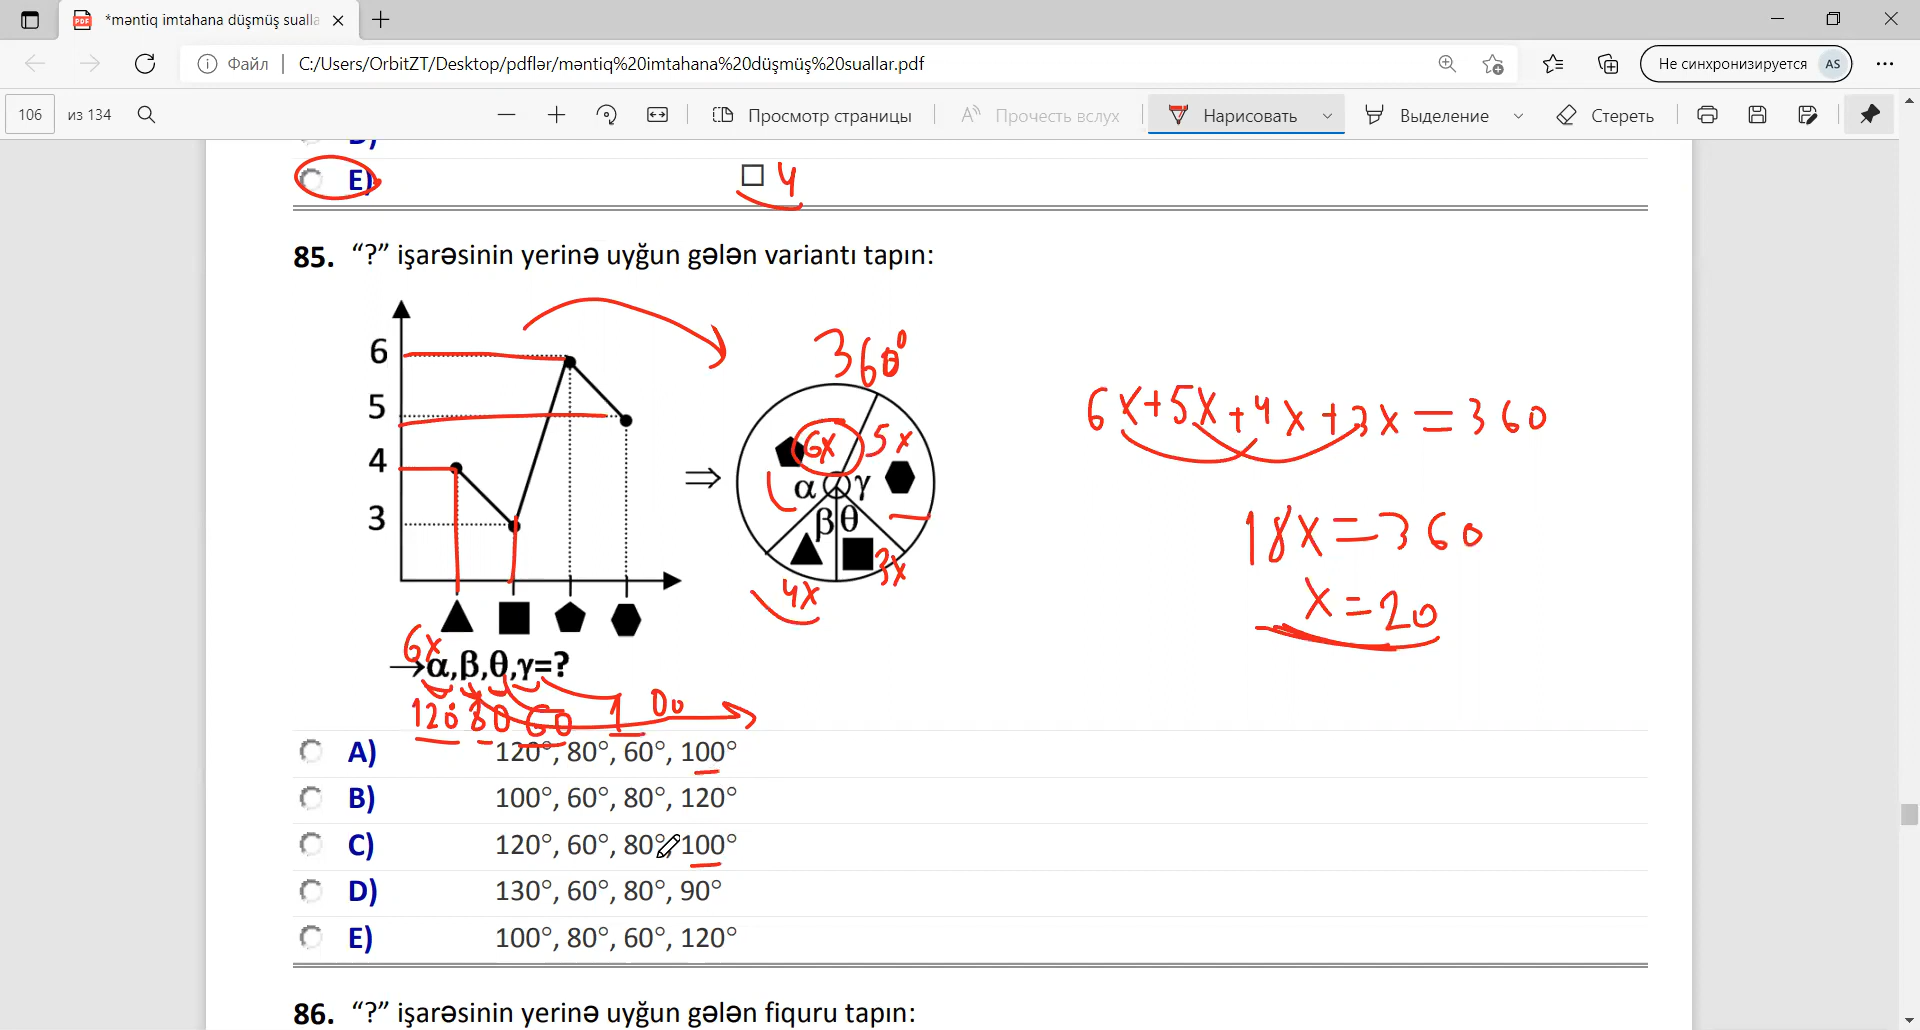 *məntiq imtahana düşmüş sualla
Файл C:/Users/OrbitZT/Desktop/pdflər/məntiq%20imtahana%20düşmüş%20suallar.pdf Не синхронизируется AS
106 из 134 Просмотр страницы Прочесть вслух Нарисовать Выделение Стереть
D)
E) □ 4
85. “?” işarəsinin yerinə uyğun gələn variantı tapın:
6
5
4
3
360°
6x 5x
α γ
β θ
4x 3x
6x+5x+4x+3x=360
18x=360
x=20
6x
→α,β,θ,γ=?
120 80 60 100
A) 120°, 80°, 60°, 100°
B) 100°, 60°, 80°, 120°
C) 120°, 60°, 80°, 100°
D) 130°, 60°, 80°, 90°
E) 100°, 80°, 60°, 120°
86. “?” işarəsinin yerinə uyğun gələn fiquru tapın: